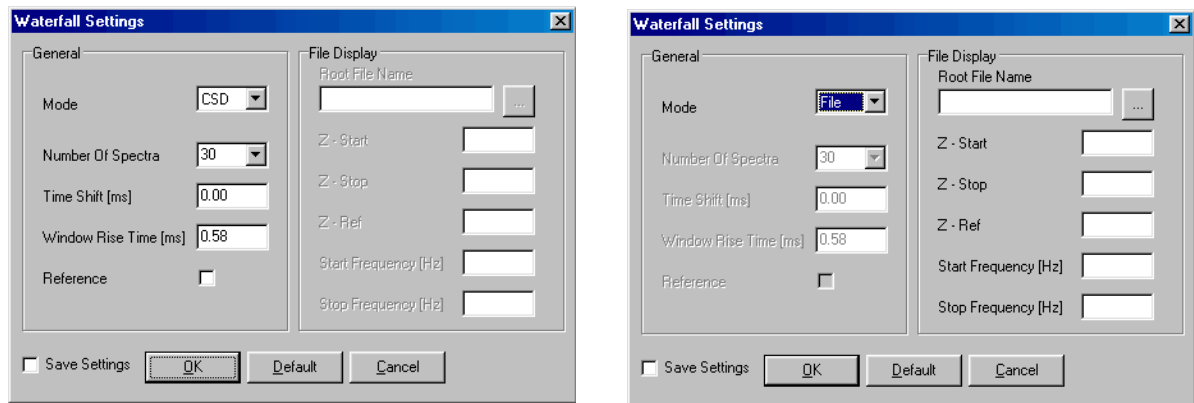 Waterfall Settings
General
Mode
CSD
Number Of Spectra
30
Time Shift [ms]
0.00
Window Rise Time [ms]
0.58
Reference
File Display
Root File Name
...
Z - Start
Z - Stop
Z - Ref
Start Frequency [Hz]
Stop Frequency [Hz]
Save Settings
OK
Default
Cancel
Waterfall Settings
General
Mode
File
Number Of Spectra
30
Time Shift [ms]
0.00
Window Rise Time [ms]
0.58
Reference
File Display
Root File Name
...
Z - Start
Z - Stop
Z - Ref
Start Frequency [Hz]
Stop Frequency [Hz]
Save Settings
OK
Default
Cancel